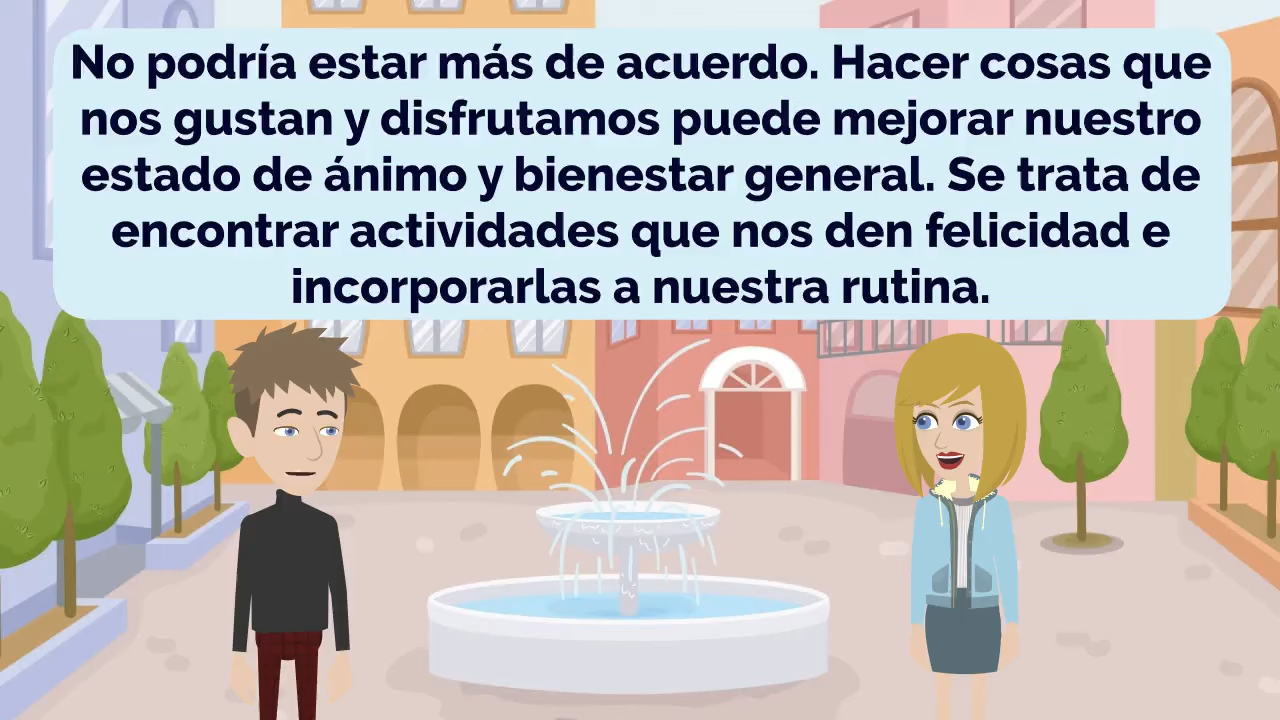 No podría estar más de acuerdo. Hacer cosas que
nos gustan y disfrutamos puede mejorar nuestro
estado de ánimo y bienestar general. Se trata de
encontrar actividades que nos den felicidad e
incorporarlas a nuestra rutina.